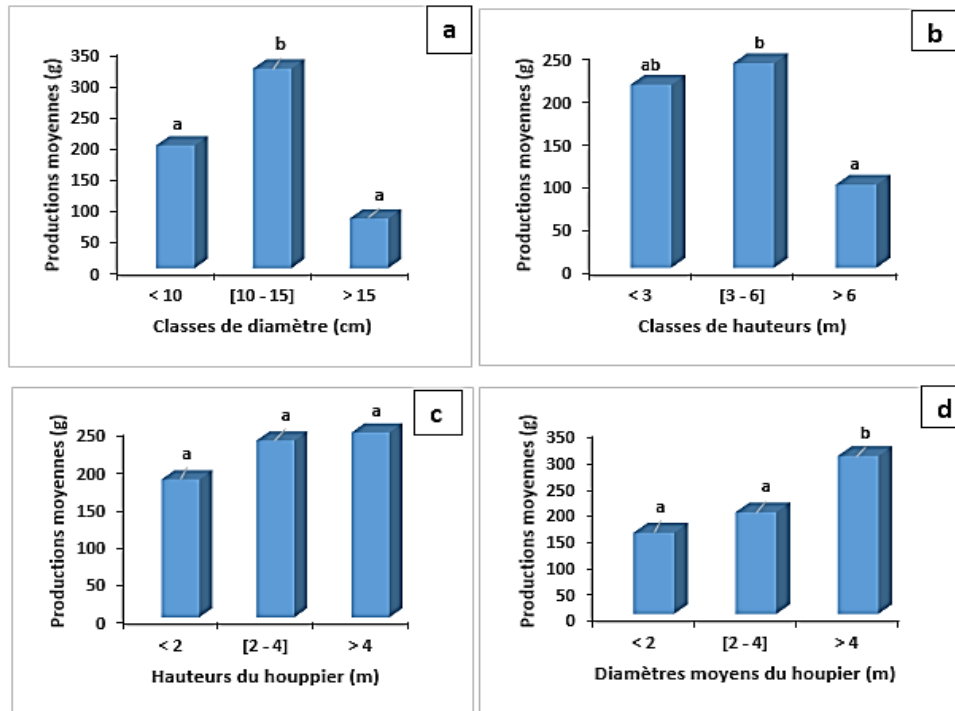 a
Productions moyennes (g)
350
300
250
200
150
100
50
0
a
b
a
< 10 [10 - 15] > 15
Classes de diamètre (cm)
b
Productions moyennes (g)
250
200
150
100
50
0
ab
b
a
< 3 [3 - 6] > 6
Classes de hauteurs (m)
c
Productions moyennes (g)
250
200
150
100
50
0
a
a
a
< 2 [2 - 4] > 4
Hauteurs du houppier (m)
d
Productions moyennes (g)
350
300
250
200
150
100
50
0
a
a
b
< 2 [2 - 4] > 4
Diamètres moyens du houpier (m)